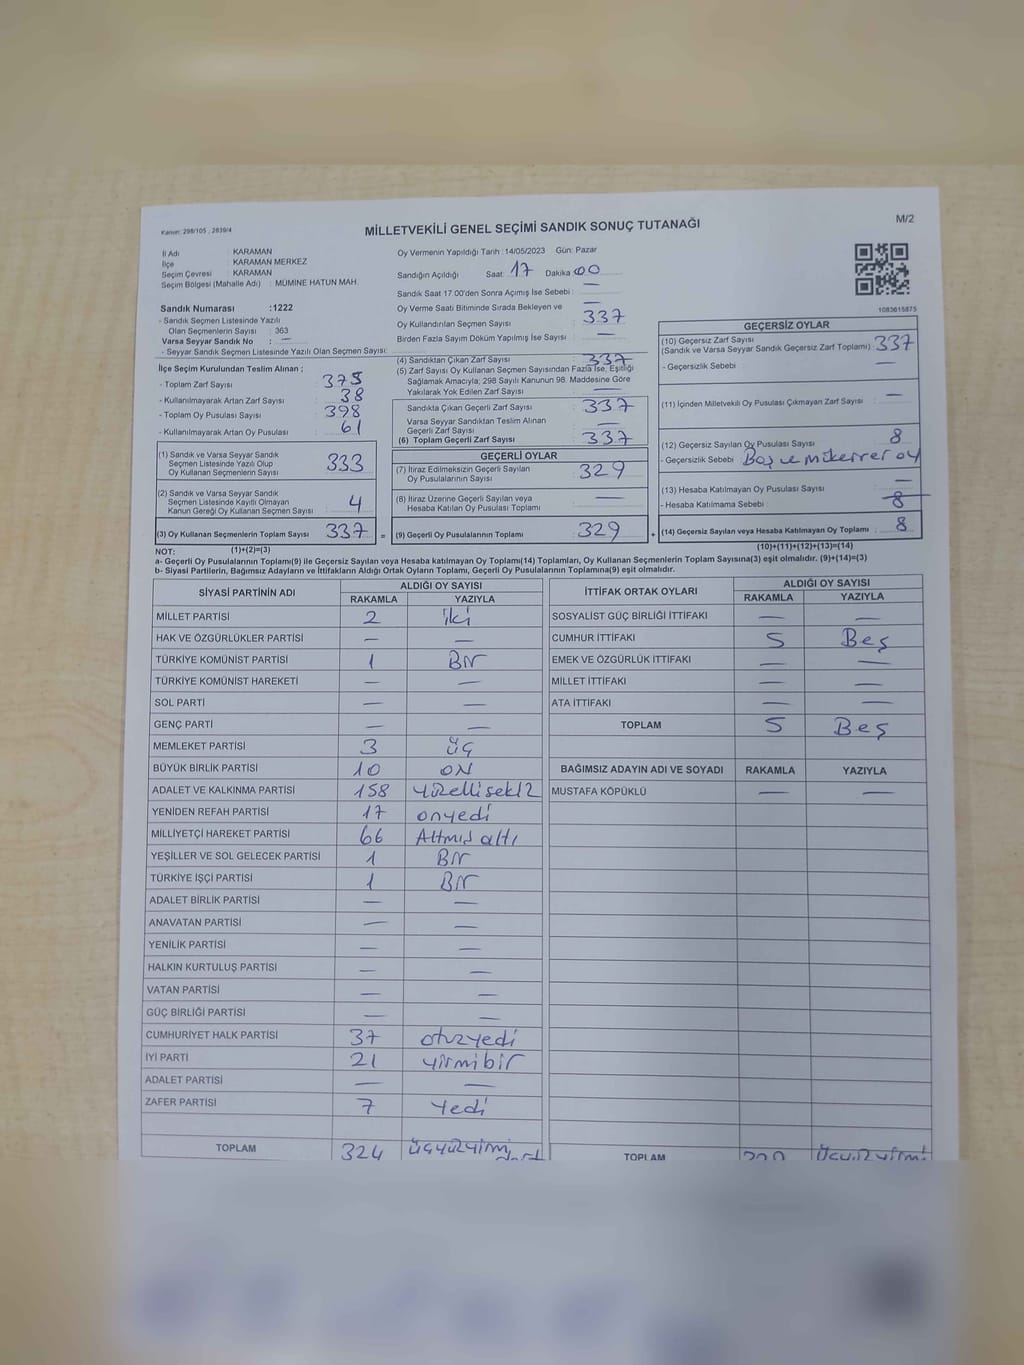 Kanun: 298/105 , 2839/4
MİLLETVEKİLİ GENEL SEÇİMİ SANDIK SONUÇ TUTANAĞI
M/2
İl Adı : KARAMAN
İlçe : KARAMAN MERKEZ
Seçim Çevresi : KARAMAN
Seçim Bölgesi (Mahalle Adı) : MÜMİNE HATUN MAH.
Oy Vermenin Yapıldığı Tarih :14/05/2023 Gün: Pazar
Sandığın Açıldığı Saat: 17 Dakika 00
Sandık Saat 17.00'den Sonra Açımış İse Sebebi : —
Oy Verme Saati Bitiminde Sırada Bekleyen ve —
Oy Kullandırılan Seçmen Sayısı : 337
Birden Fazla Sayım Döküm Yapılmış İse Sayısı : —
1083615875
Sandık Numarası :1222
- Sandık Seçmen Listesinde Yazılı
Olan Seçmenlerin Sayısı : 363
Varsa Seyyar Sandık No : —
- Seyyar Sandık Seçmen Listesinde Yazılı Olan Seçmen Sayısı:
İlçe Seçim Kurulundan Teslim Alınan ;
- Toplam Zarf Sayısı : 375
- Kullanılmayarak Artan Zarf Sayısı : 38
- Toplam Oy Pusulası Sayısı : 398
- Kullanılmayarak Artan Oy Pusulası : 61
(1) Sandık ve Varsa Seyyar Sandık
Seçmen Listesinde Yazılı Olup
Oy Kullanan Seçmenlerin Sayısı : 333
(2) Sandık ve Varsa Seyyar Sandık
Seçmen Listesinde Kayıtlı Olmayan
Kanun Gereği Oy Kullanan Seçmen Sayısı : 4
(3) Oy Kullanan Seçmenlerin Toplam Sayısı : 337 =
(4) Sandıktan Çıkan Zarf Sayısı : 337
(5) Zarf Sayısı Oy Kullanan Seçmen Sayısından Fazla İse, Eşitliği
Sağlamak Amacıyla; 298 Sayılı Kanunun 98. Maddesine Göre
Yakılarak Yok Edilen Zarf Sayısı : —
Sandıkta Çıkan Geçerli Zarf Sayısı : 337
Varsa Seyyar Sandıktan Teslim Alınan
Geçerli Zarf Sayısı : —
(6) Toplam Geçerli Zarf Sayısı : 337
GEÇERLİ OYLAR
(7) İtiraz Edilmeksizin Geçerli Sayılan
Oy Pusulalarının Sayısı : 329
(8) İtiraz Üzerine Geçerli Sayılan veya
Hesaba Katılan Oy Pusulası Toplamı : —
(9) Geçerli Oy Pusulalarının Toplamı : 329 +
GEÇERSİZ OYLAR
(10) Geçersiz Zarf Sayısı
(Sandık ve Varsa Seyyar Sandık Geçersiz Zarf Toplamı) : 337
- Geçersizlik Sebebi : —
(11) İçinden Milletvekili Oy Pusulası Çıkmayan Zarf Sayısı : —
(12) Geçersiz Sayılan Oy Pusulası Sayısı : 8
- Geçersizlik Sebebi : Boş ve mükerrer oy
(13) Hesaba Katılmayan Oy Pusulası Sayısı : —
- Hesaba Katılmama Sebebi : 8
(14) Geçersiz Sayılan veya Hesaba Katılmayan Oy Toplamı : 8
NOT: (1)+(2)=(3) (10)+(11)+(12)+(13)=(14)
a- Geçerli Oy Pusulalarının Toplamı(9) ile Geçersiz Sayılan veya Hesaba katılmayan Oy Toplamı(14) Toplamları, Oy Kullanan Seçmenlerin Toplam Sayısına(3) eşit olmalıdır. (9)+(14)=(3)
b- Siyasi Partilerin, Bağımsız Adayların ve İttifakların Aldığı Ortak Oyların Toplamı, Geçerli Oy Pusulalarının Toplamına(9) eşit olmalıdır.
SİYASİ PARTİNİN ADI ALDIĞI OY SAYISI
RAKAMLA YAZIYLA
MİLLET PARTİSİ 2 iki
HAK VE ÖZGÜRLÜKLER PARTİSİ — —
TÜRKİYE KOMÜNİST PARTİSİ 1 Bir
TÜRKİYE KOMÜNİST HAREKETİ — —
SOL PARTİ — —
GENÇ PARTİ — —
MEMLEKET PARTİSİ 3 üç
BÜYÜK BİRLİK PARTİSİ 10 ON
ADALET VE KALKINMA PARTİSİ 158 yüzellisekiz
YENİDEN REFAH PARTİSİ 17 onyedi
MİLLİYETÇİ HAREKET PARTİSİ 66 Altmış altı
YEŞİLLER VE SOL GELECEK PARTİSİ 1 Bir
TÜRKİYE İŞÇİ PARTİSİ 1 Bir
ADALET BİRLİK PARTİSİ — —
ANAVATAN PARTİSİ — —
YENİLİK PARTİSİ — —
HALKIN KURTULUŞ PARTİSİ — —
VATAN PARTİSİ — —
GÜÇ BİRLİĞİ PARTİSİ — —
CUMHURİYET HALK PARTİSİ 37 otuzyedi
İYİ PARTİ 21 yirmibir
ADALET PARTİSİ — —
ZAFER PARTİSİ 7 yedi
TOPLAM 324 üçyüzyirmi dört
İTTİFAK ORTAK OYLARI ALDIĞI OY SAYISI
RAKAMLA YAZIYLA
SOSYALİST GÜÇ BİRLİĞİ İTTİFAKI — —
CUMHUR İTTİFAKI 5 Beş
EMEK VE ÖZGÜRLÜK İTTİFAKI — —
MİLLET İTTİFAKI — —
ATA İTTİFAKI — —
TOPLAM 5 Beş
BAĞIMSIZ ADAYIN ADI VE SOYADI RAKAMLA YAZIYLA
MUSTAFA KÖPÜKLÜ — —
TOPLAM üçyüzyirmi